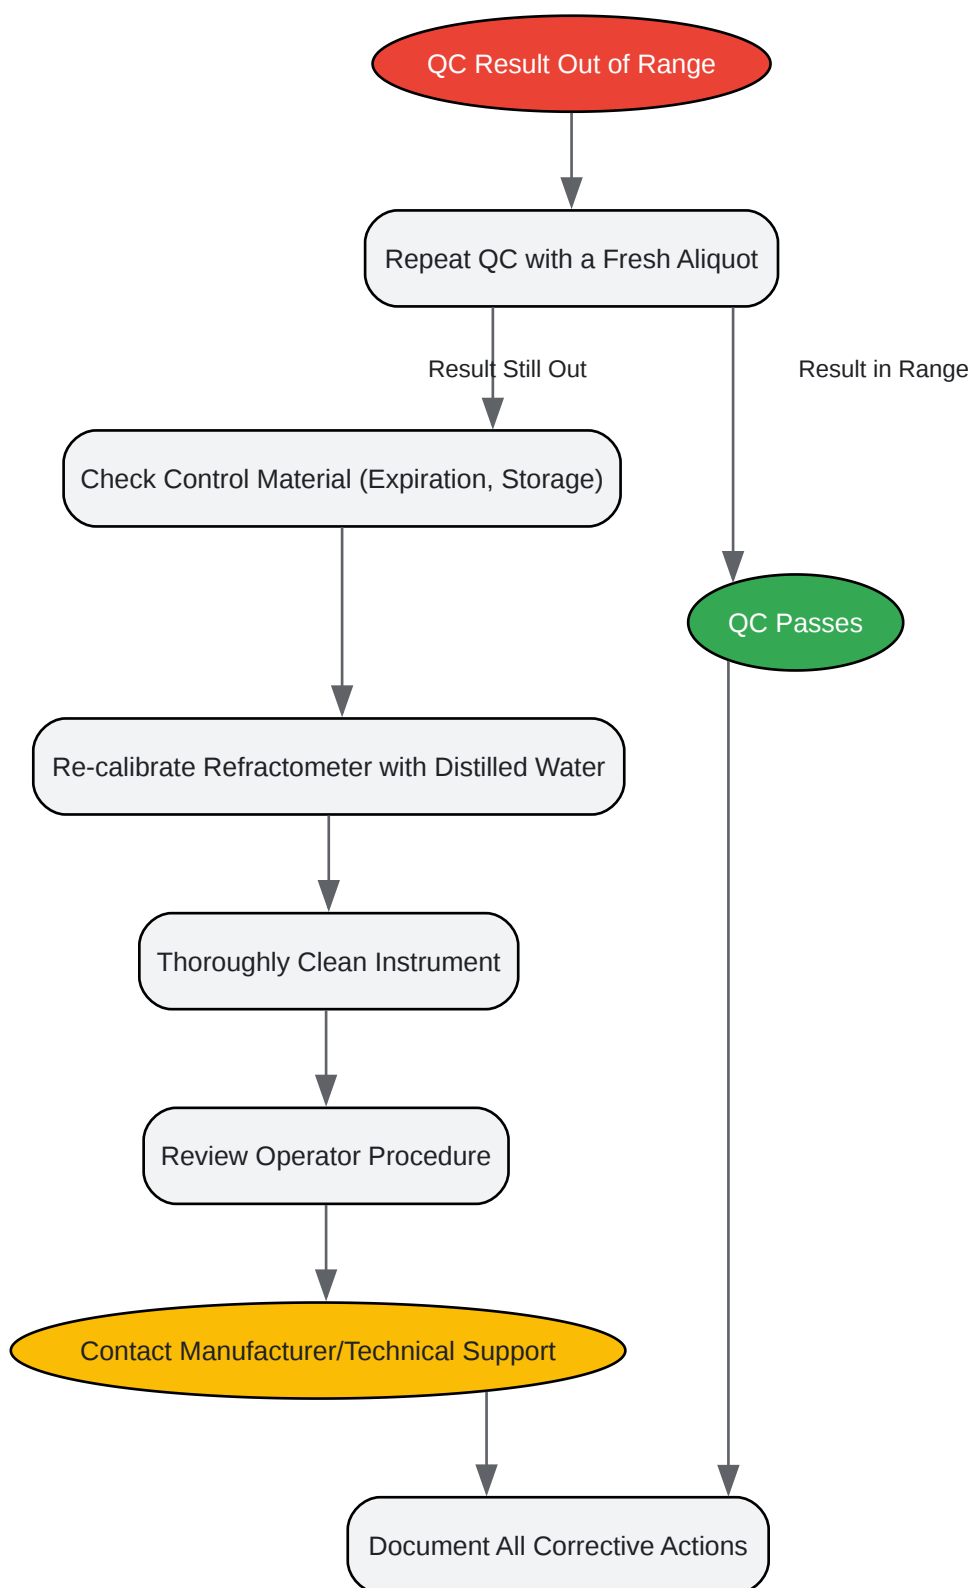 QC Result Out of Range
Repeat QC with a Fresh Aliquot
Result Still Out
Result in Range
Check Control Material (Expiration, Storage)
QC Passes
Re-calibrate Refractometer with Distilled Water
Thoroughly Clean Instrument
Review Operator Procedure
Contact Manufacturer/Technical Support
Document All Corrective Actions